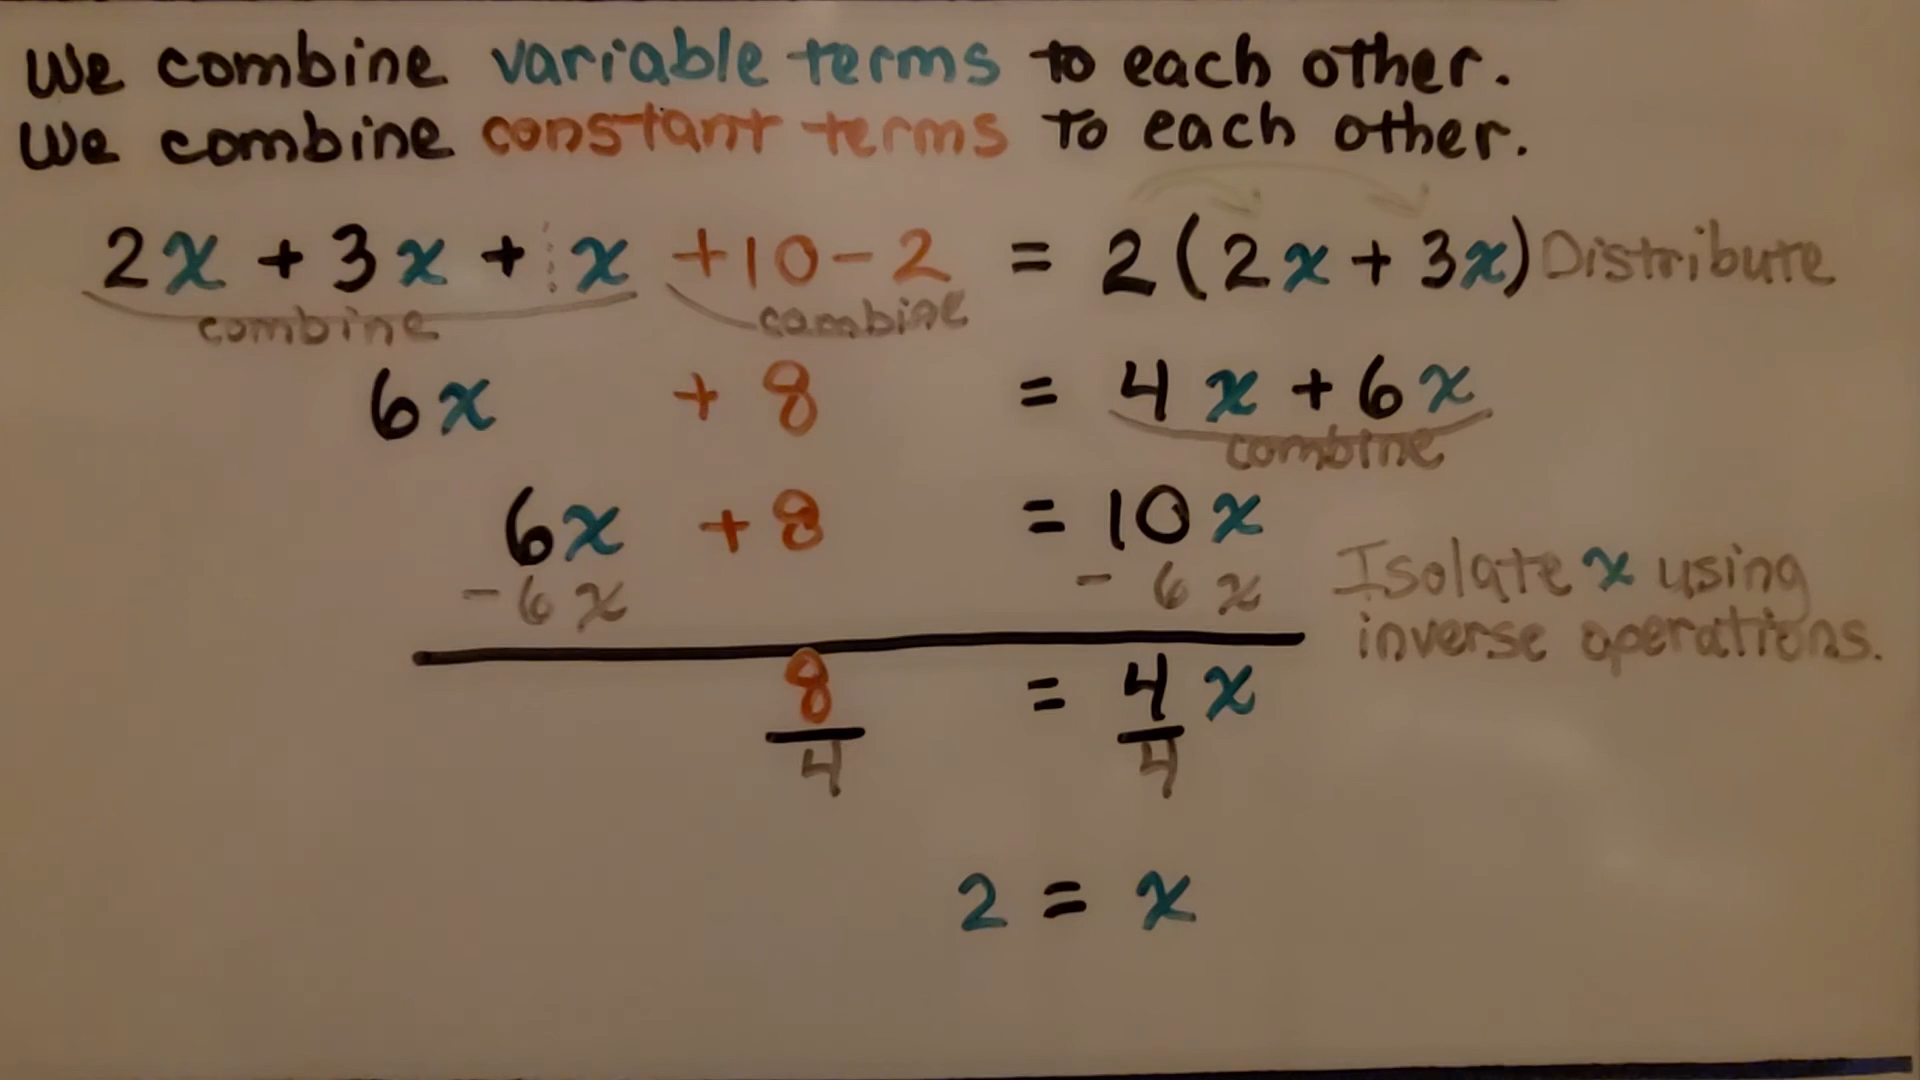 We combine variable terms to each other.
We combine constant terms to each other.
2x + 3x + x + 10 - 2 = 2(2x + 3x) Distribute
combine combine
6x + 8 = 4x + 6x
combine
6x + 8 = 10x
- 6x - 6x
Isolate x using
inverse operations.
8 = 4x
4 4
2 = x